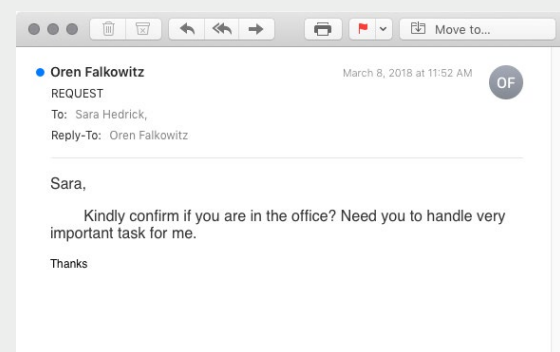 Move to...
Oren Falkowitz
March 8, 2018 at 11:52 AM
OF
REQUEST
To: Sara Hedrick,
Reply-To: Oren Falkowitz
Sara,
Kindly confirm if you are in the office? Need you to handle very
important task for me.
Thanks